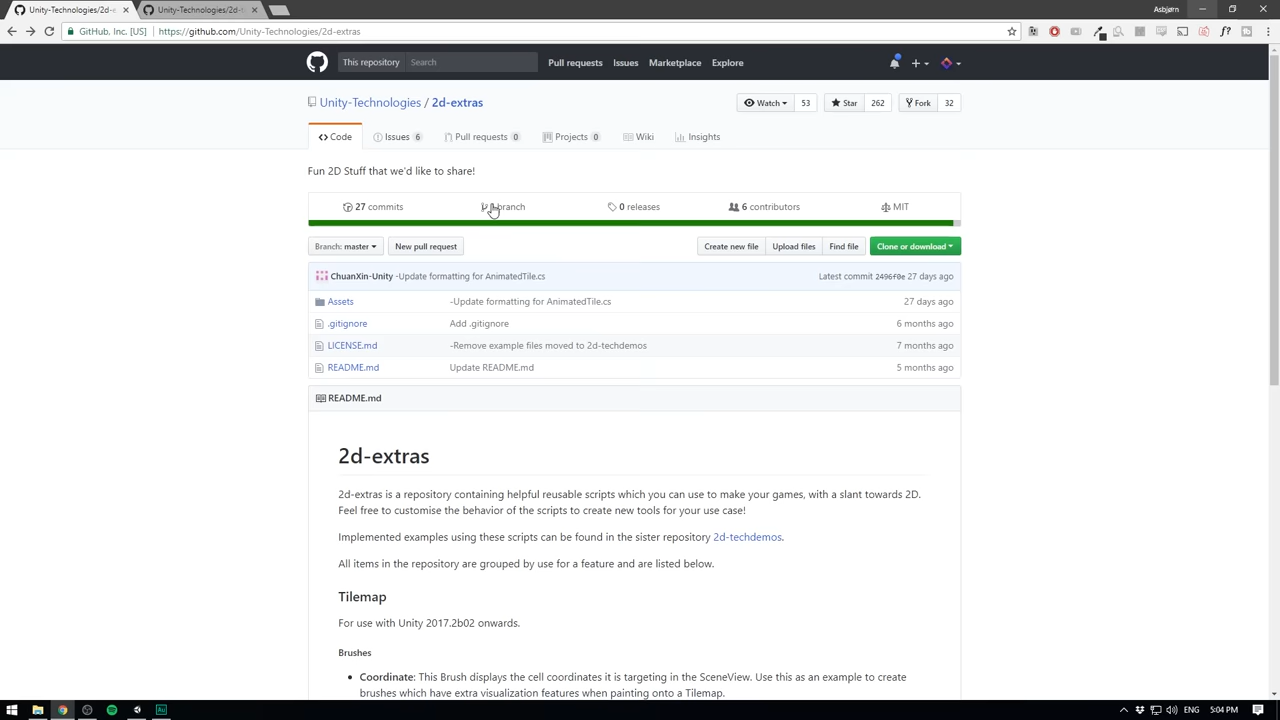 Unity-Technologies/2d-e
Unity-Technologies/2d-t
Asbjørn
GitHub, Inc. [US]
https://github.com/Unity-Technologies/2d-extras
This repository
Search
Pull requests
Issues
Marketplace
Explore
Unity-Technologies / 2d-extras
Watch 53
Star 262
Fork 32
Code
Issues 6
Pull requests 0
Projects 0
Wiki
Insights
Fun 2D Stuff that we'd like to share!
27 commits
branch
0 releases
6 contributors
MIT
Branch: master
New pull request
Create new file
Upload files
Find file
Clone or download
ChuanXin-Unity -Update formatting for AnimatedTile.cs
Latest commit 2496f0e 27 days ago
Assets
-Update formatting for AnimatedTile.cs
27 days ago
.gitignore
Add .gitignore
6 months ago
LICENSE.md
-Remove example files moved to 2d-techdemos
7 months ago
README.md
Update README.md
5 months ago
README.md
2d-extras
2d-extras is a repository containing helpful reusable scripts which you can use to make your games, with a slant towards 2D.
Feel free to customise the behavior of the scripts to create new tools for your use case!
Implemented examples using these scripts can be found in the sister repository 2d-techdemos.
All items in the repository are grouped by use for a feature and are listed below.
Tilemap
For use with Unity 2017.2b02 onwards.
Brushes
• Coordinate: This Brush displays the cell coordinates it is targeting in the SceneView. Use this as an example to create
brushes which have extra visualization features when painting onto a Tilemap.
ENG
5:04 PM